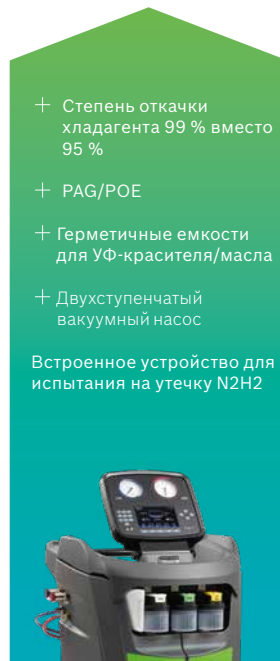 + Степень откачки
хладагента 99 % вместо
95 %
+ PAG/POE
+ Герметичные емкости
для УФ-красителя/масла
+ Двухступенчатый
вакуумный насос
Встроенное устройство для
испытания на утечку N2H2